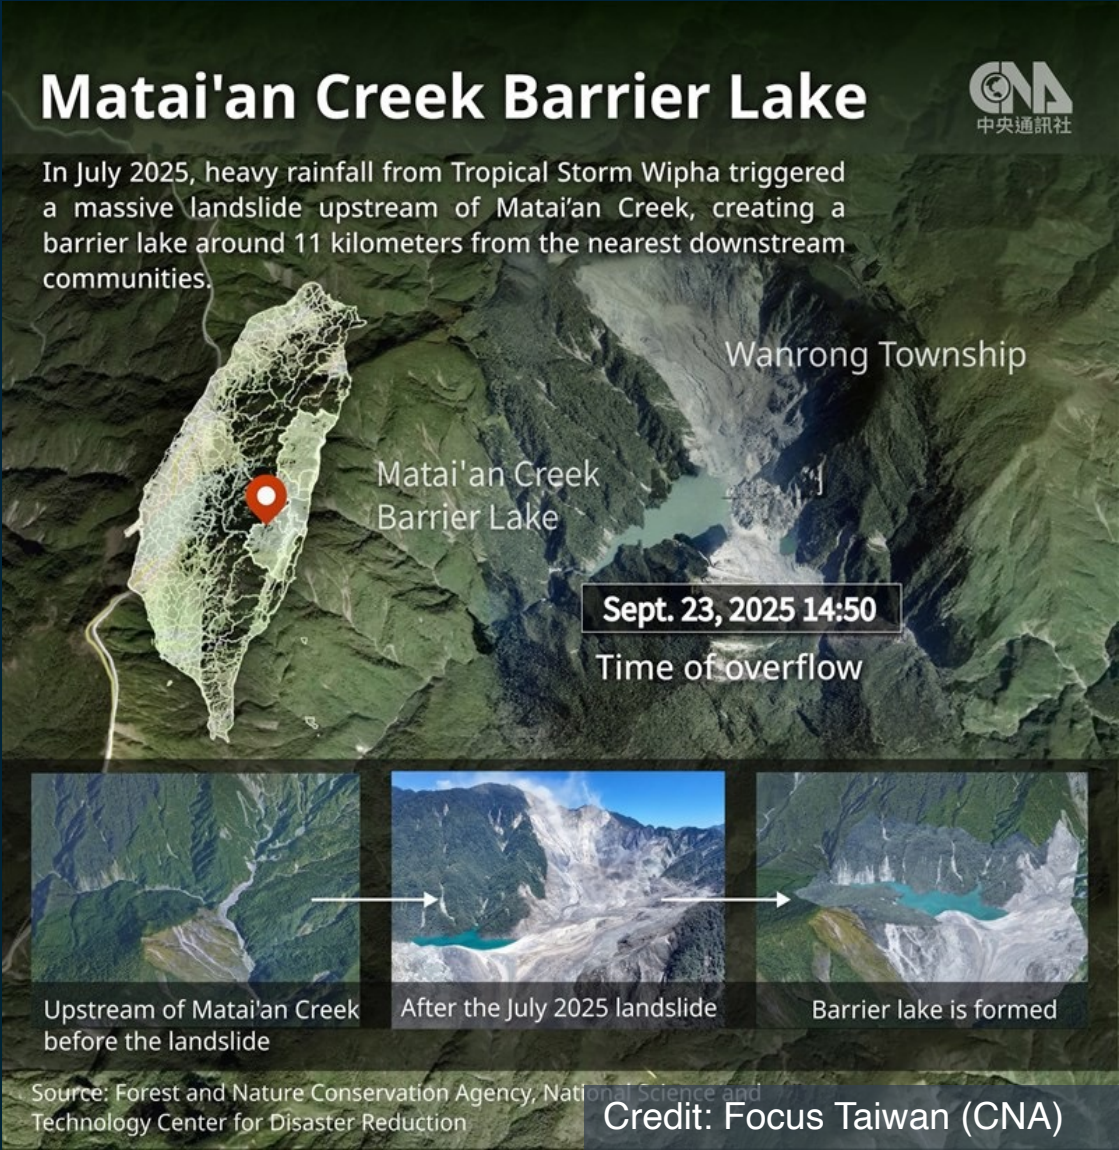 Matai'an Creek Barrier Lake
CNA
中央通訊社
In July 2025, heavy rainfall from Tropical Storm Wipha triggered
a massive landslide upstream of Matai’an Creek, creating a
barrier lake around 11 kilometers from the nearest downstream
communities.
Wanrong Township
Matai'an Creek
Barrier Lake
Sept. 23, 2025 14:50
Time of overflow
Upstream of Matai'an Creek
before the landslide
After the July 2025 landslide
Barrier lake is formed
Source: Forest and Nature Conservation Agency, National Science and
Technology Center for Disaster Reduction
Credit: Focus Taiwan (CNA)